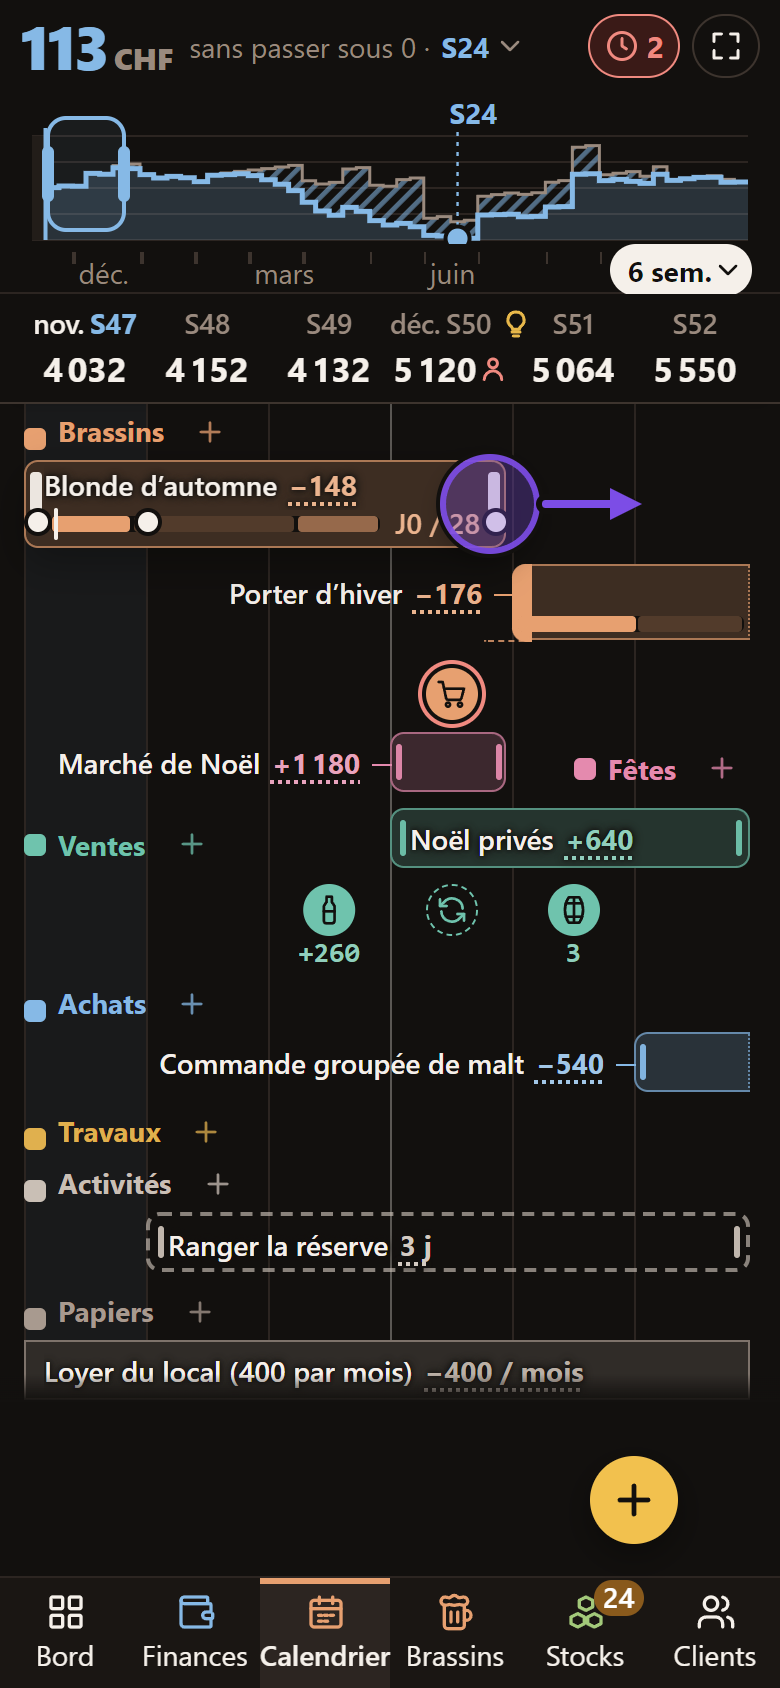 113 CHF sans passer sous 0 · S24
2
S24
déc. mars juin
6 sem.
nov. S47 S48 S49 déc. S50 S51 S52
4 032 4 152 4 132 5 120 5 064 5 550
Brassins +
Blonde d’automne −148
J0 / 28
Porter d’hiver −176
Marché de Noël +1 180
Fêtes +
Noël privés +640
Ventes +
+260 3
Achats +
Commande groupée de malt −540
Travaux +
Activités +
Ranger la réserve 3 j
Papiers +
Loyer du local (400 par mois) −400 / mois
+
24
Bord Finances Calendrier Brassins Stocks Clients